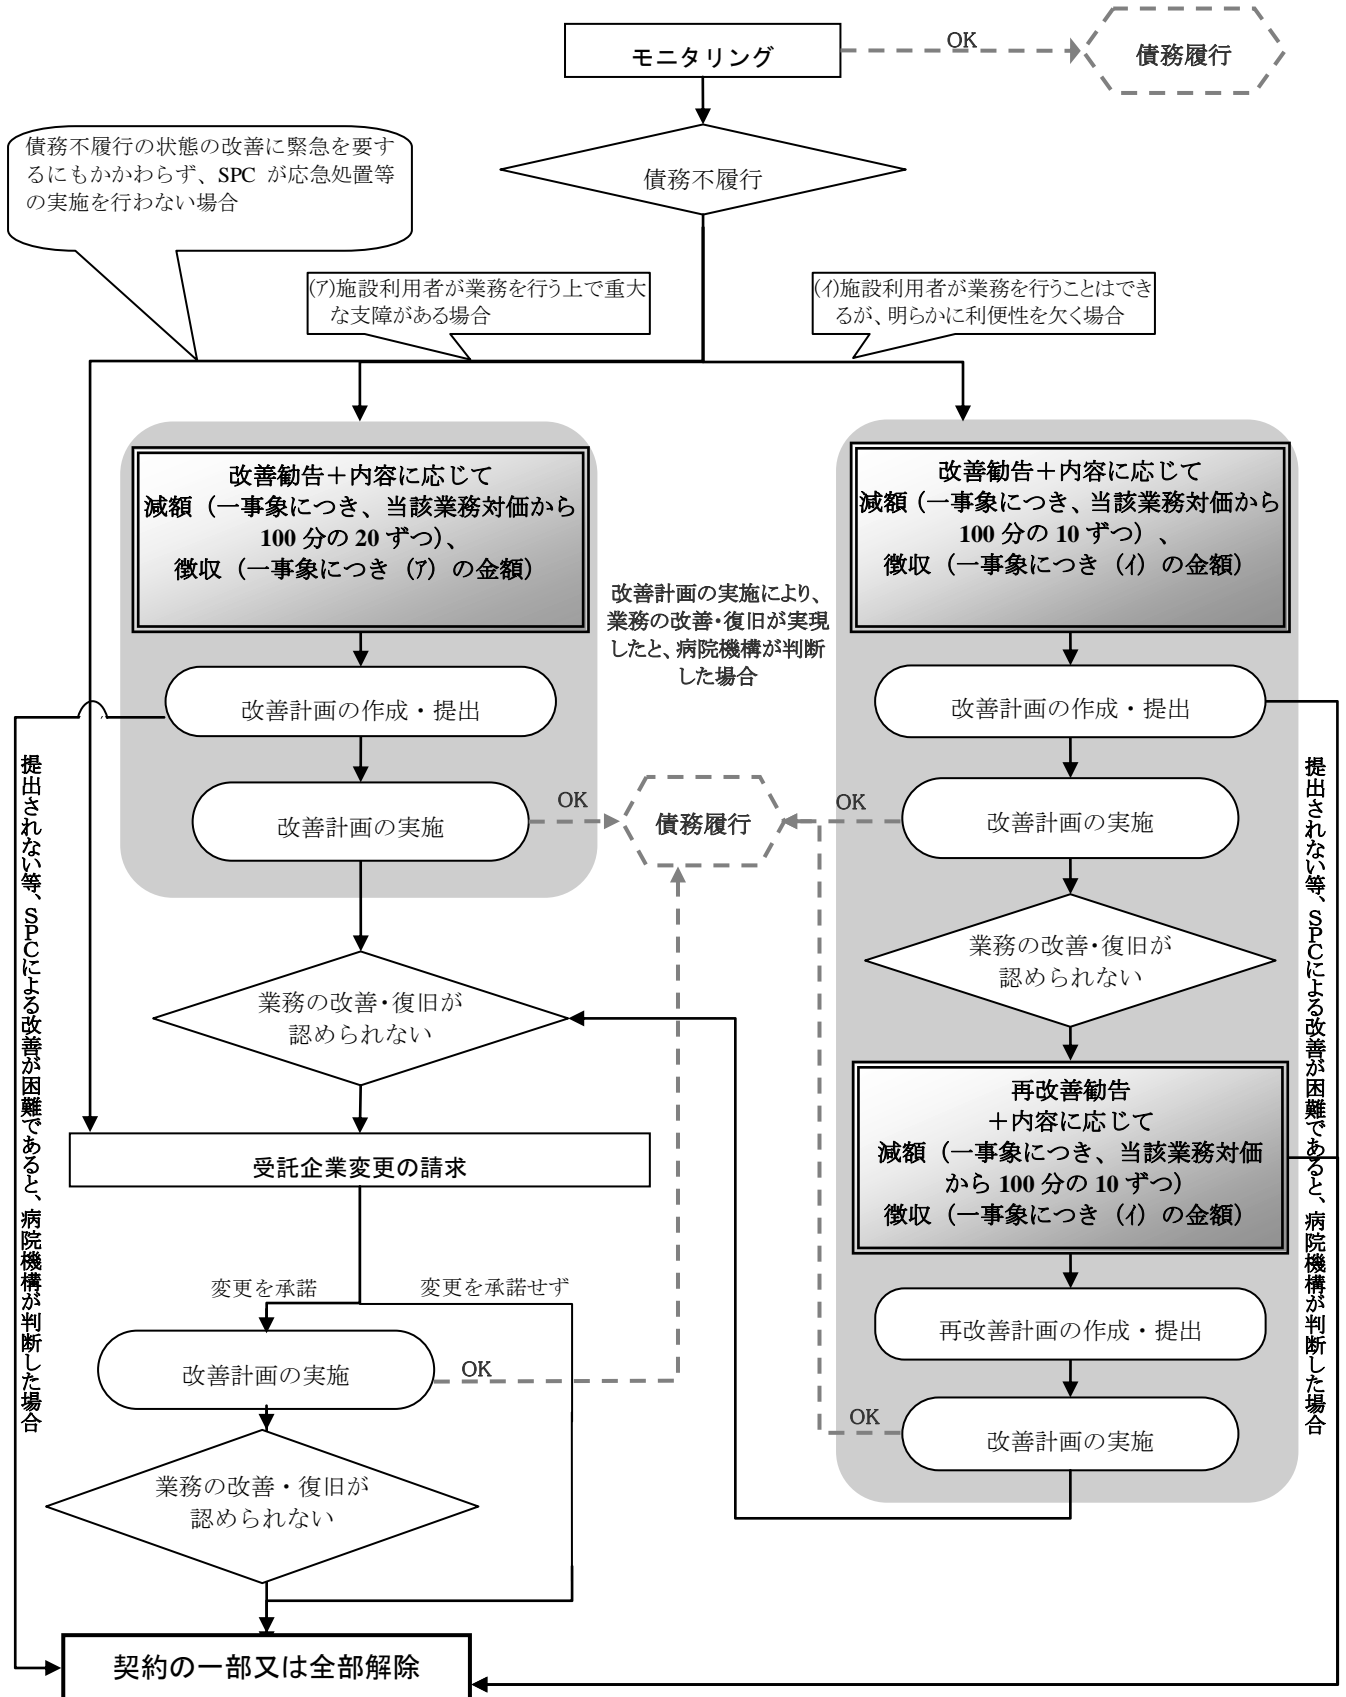 モニタリング
OK
債務履行
債務不履行の状態の改善に緊急を要す
るにもかかわらず、SPC が応急処置等
の実施を行わない場合
債務不履行
(ア)施設利用者が業務を行う上で重大
な支障がある場合
(イ)施設利用者が業務を行うことはでき
るが、明らかに利便性を欠く場合
改善勧告＋内容に応じて
減額（一事象につき、当該業務対価から
100 分の 20 ずつ）、
徴収（一事象につき（ア）の金額）
改善勧告＋内容に応じて
減額（一事象につき、当該業務対価から
100 分の 10 ずつ）、
徴収（一事象につき（イ）の金額）
改善計画の実施により、
業務の改善・復旧が実現
したと、病院機構が判断
した場合
改善計画の作成・提出
改善計画の作成・提出
提出されない等、SPCによる改善が困難であると、病院機構が判断した場合
提出されない等、SPCによる改善が困難であると、病院機構が判断した場合
改善計画の実施
OK
債務履行
OK
改善計画の実施
業務の改善・復旧が
認められない
業務の改善・復旧が
認められない
再改善勧告
＋内容に応じて
減額（一事象につき、当該業務対価
から 100 分の 10 ずつ）
徴収（一事象につき（イ）の金額）
受託企業変更の請求
変更を承諾
変更を承諾せず
再改善計画の作成・提出
改善計画の実施
OK
OK
改善計画の実施
業務の改善・復旧が
認められない
契約の一部又は全部解除